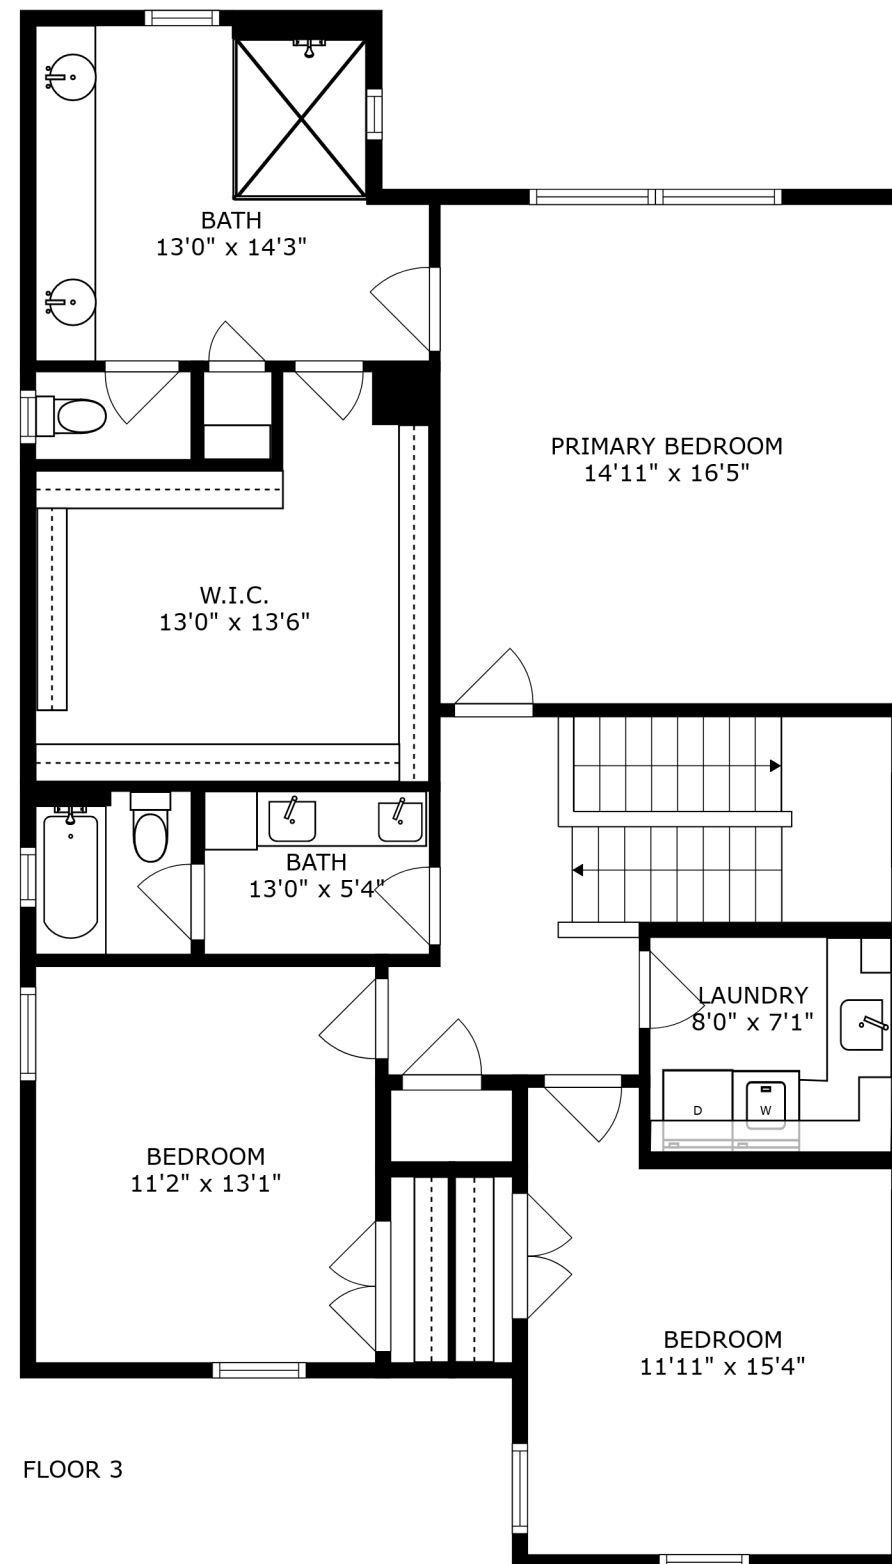 BATH
13'0" x 14'3"
PRIMARY BEDROOM
14'11" x 16'5"
W.I.C.
13'0" x 13'6"
BATH
13'0" x 5'4"
LAUNDRY
8'0" x 7'1"
D
W
BEDROOM
11'2" x 13'1"
BEDROOM
11'11" x 15'4"
FLOOR 3